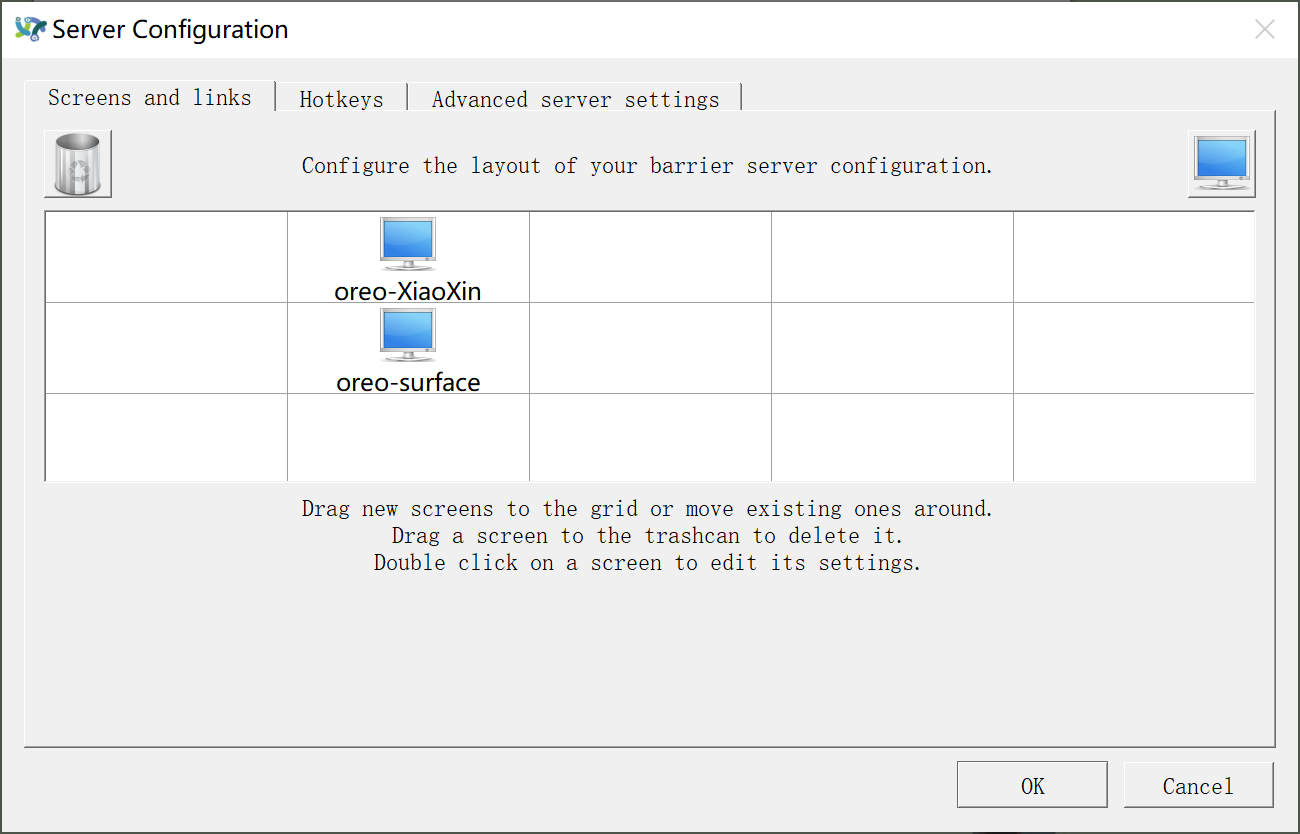 Server Configuration
Screens and links
Hotkeys
Advanced server settings
Configure the layout of your barrier server configuration.
oreo-XiaoXin
oreo-surface
Drag new screens to the grid or move existing ones around.
Drag a screen to the trashcan to delete it.
Double click on a screen to edit its settings.
OK
Cancel